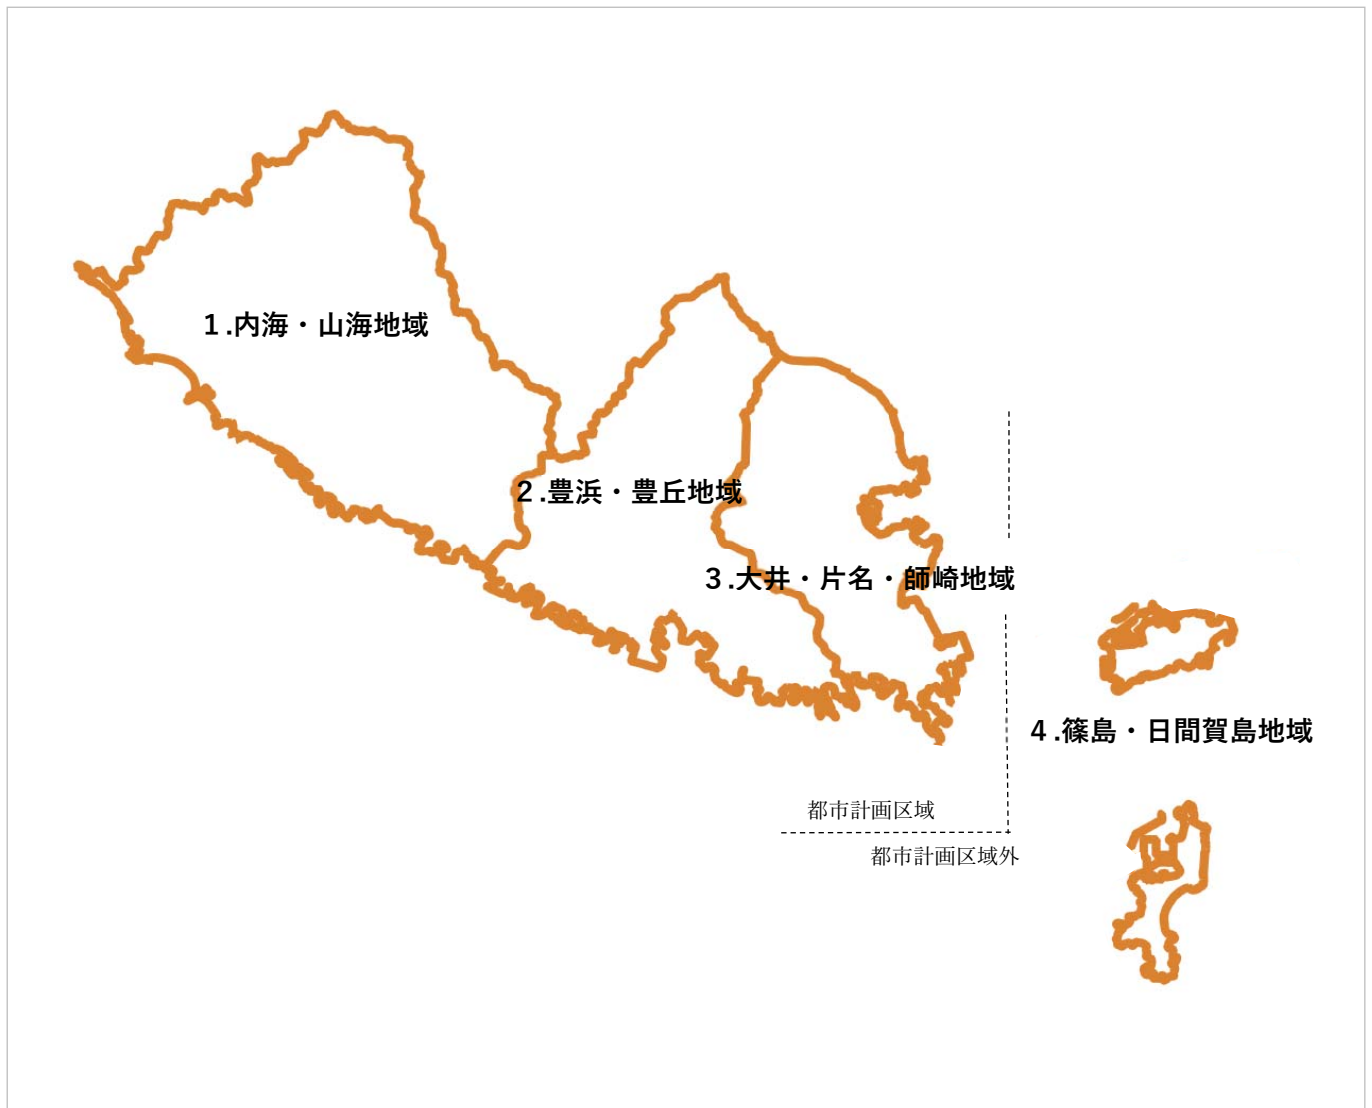 １.内海・山海地域
２.豊浜・豊丘地域
３.大井・片名・師崎地域
４.篠島・日間賀島地域
都市計画区域
都市計画区域外